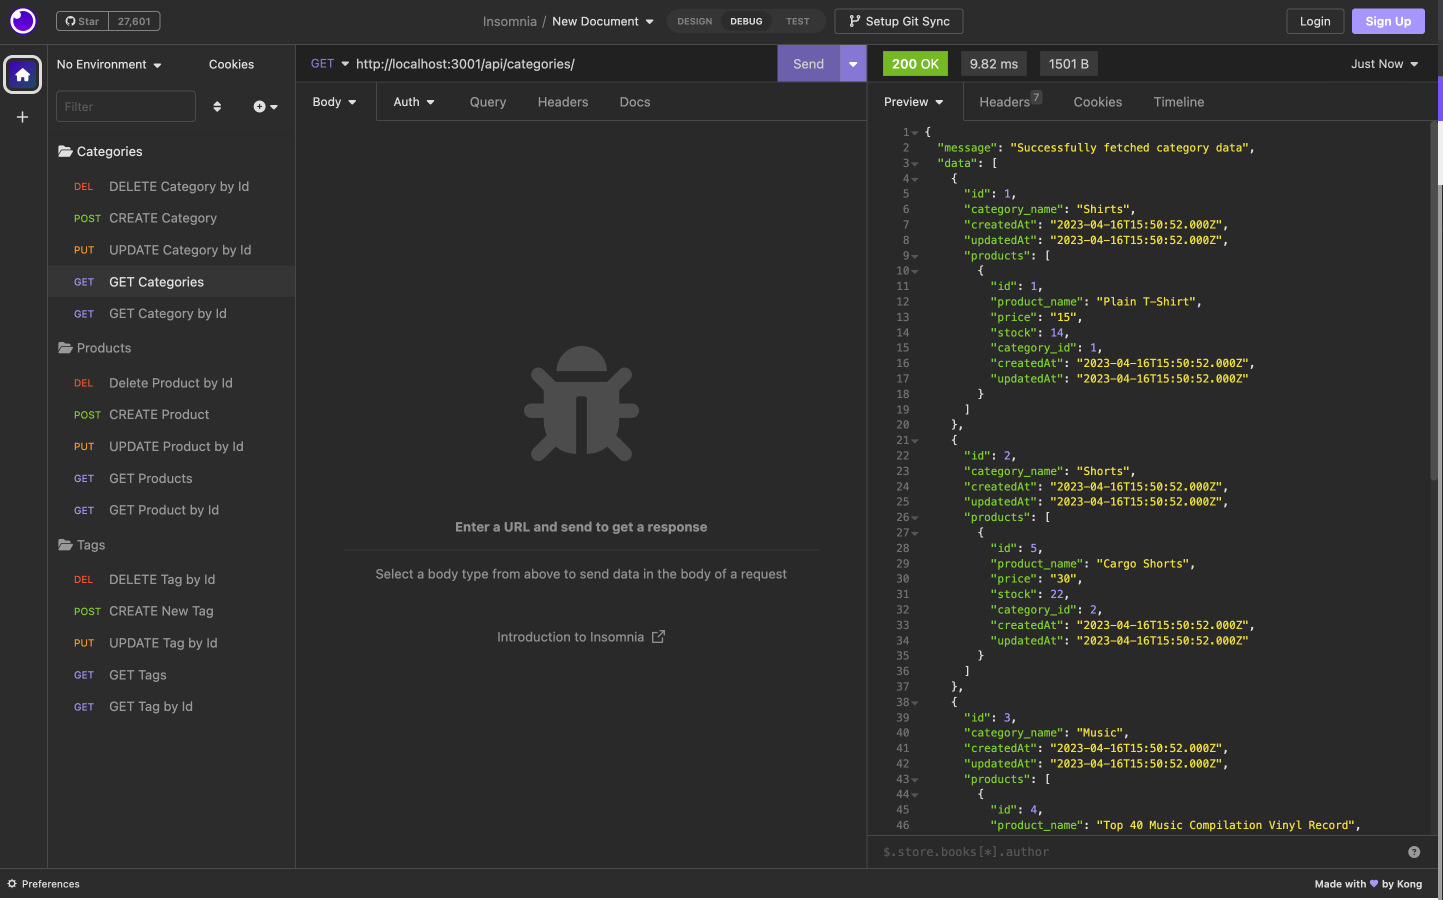 Star 27,601
Insomnia / New Document
DESIGN DEBUG TEST
Setup Git Sync
Login
Sign Up
No Environment
Cookies
Filter
Categories
DEL DELETE Category by Id
POST CREATE Category
PUT UPDATE Category by Id
GET GET Categories
GET GET Category by Id
Products
DEL Delete Product by Id
POST CREATE Product
PUT UPDATE Product by Id
GET GET Products
GET GET Product by Id
Tags
DEL DELETE Tag by Id
POST CREATE New Tag
PUT UPDATE Tag by Id
GET GET Tags
GET GET Tag by Id
GET http://localhost:3001/api/categories/
Send
Body Auth Query Headers Docs
Enter a URL and send to get a response
Select a body type from above to send data in the body of a request
Introduction to Insomnia
200 OK 9.82 ms 1501 B Just Now
Preview Headers 7 Cookies Timeline
1 {
2 "message": "Successfully fetched category data",
3 "data": [
4 {
5 "id": 1,
6 "category_name": "Shirts",
7 "createdAt": "2023-04-16T15:50:52.000Z",
8 "updatedAt": "2023-04-16T15:50:52.000Z",
9 "products": [
10 {
11 "id": 1,
12 "product_name": "Plain T-Shirt",
13 "price": "15",
14 "stock": 14,
15 "category_id": 1,
16 "createdAt": "2023-04-16T15:50:52.000Z",
17 "updatedAt": "2023-04-16T15:50:52.000Z"
18 }
19 ]
20 },
21 {
22 "id": 2,
23 "category_name": "Shorts",
24 "createdAt": "2023-04-16T15:50:52.000Z",
25 "updatedAt": "2023-04-16T15:50:52.000Z",
26 "products": [
27 {
28 "id": 5,
29 "product_name": "Cargo Shorts",
30 "price": "30",
31 "stock": 22,
32 "category_id": 2,
33 "createdAt": "2023-04-16T15:50:52.000Z",
34 "updatedAt": "2023-04-16T15:50:52.000Z"
35 }
36 ]
37 },
38 {
39 "id": 3,
40 "category_name": "Music",
41 "createdAt": "2023-04-16T15:50:52.000Z",
42 "updatedAt": "2023-04-16T15:50:52.000Z",
43 "products": [
44 {
45 "id": 4,
46 "product_name": "Top 40 Music Compilation Vinyl Record",
$.store.books[*].author
Preferences
Made with by Kong